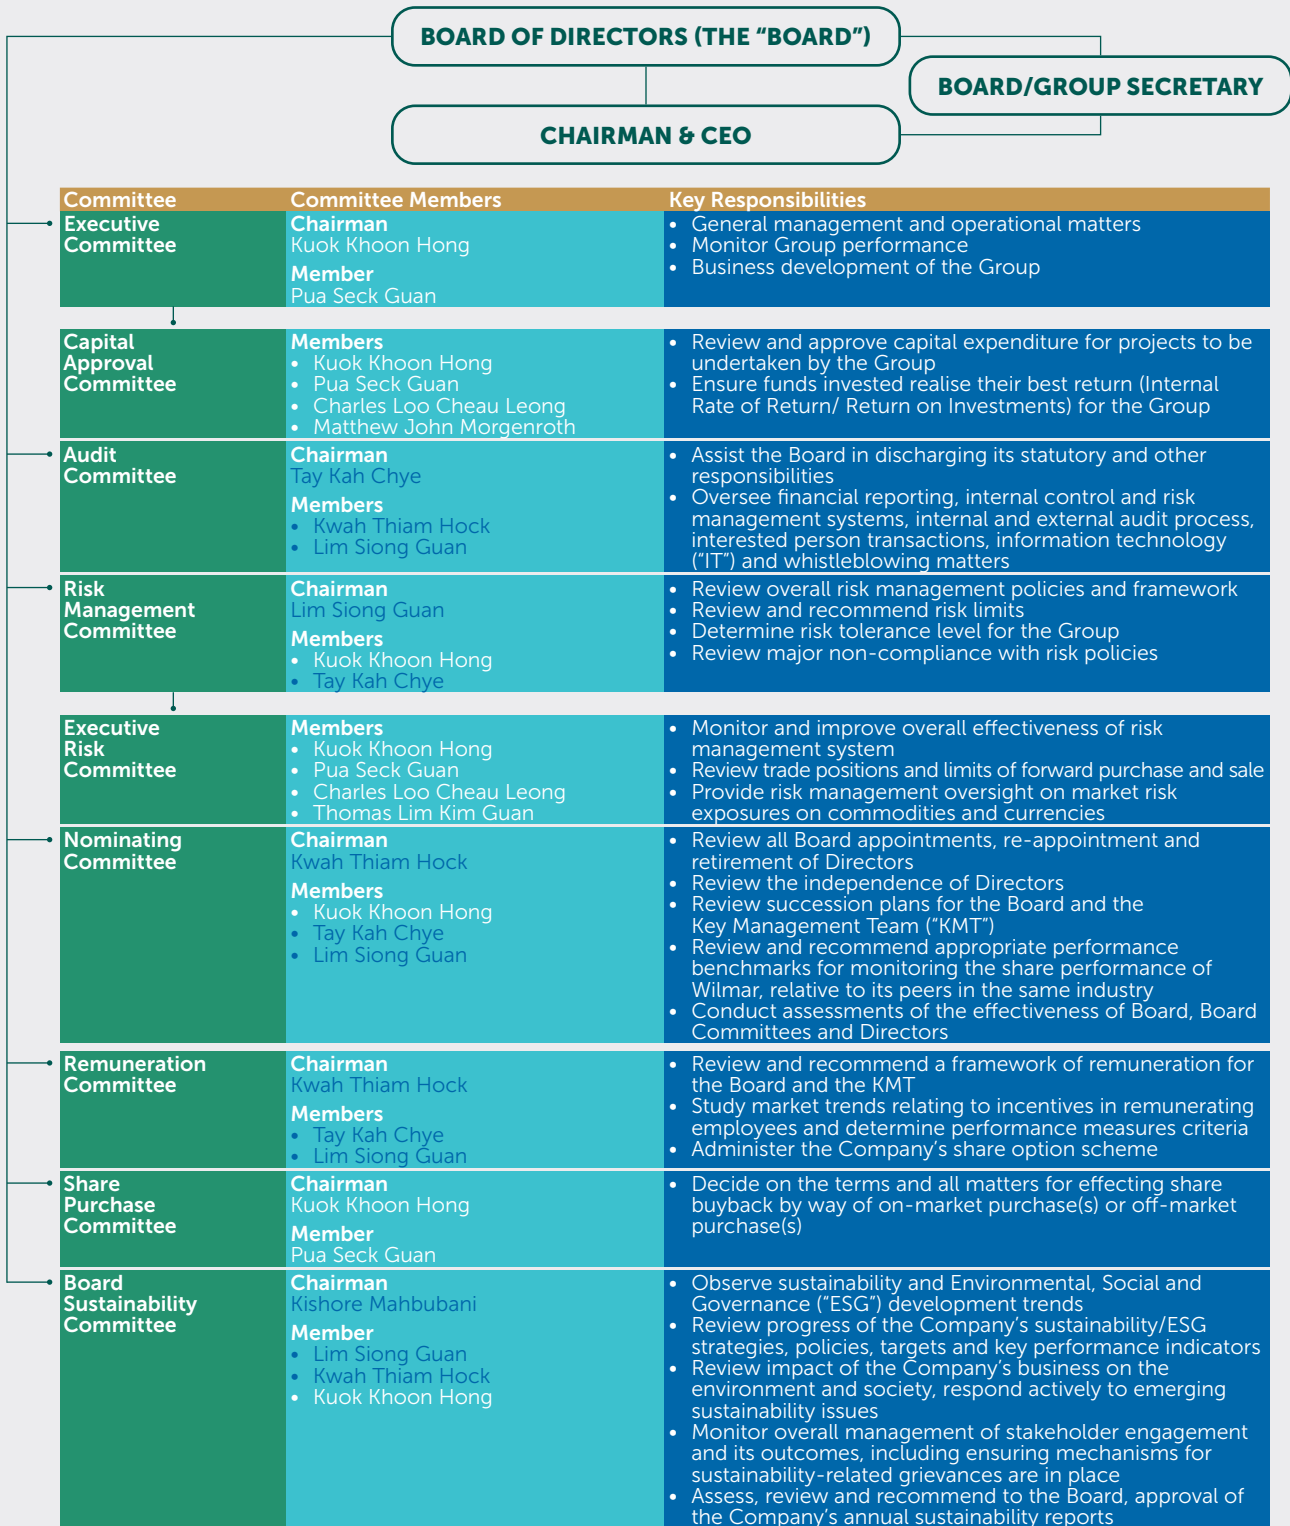 BOARD OF DIRECTORS (THE “BOARD”)
BOARD/GROUP SECRETARY
CHAIRMAN & CEO
Committee
Committee Members
Key Responsibilities
Executive
Committee
Chairman
Kuok Khoon Hong
Member
Pua Seck Guan
• General management and operational matters
• Monitor Group performance
• Business development of the Group
Capital
Approval
Committee
Members
• Kuok Khoon Hong
• Pua Seck Guan
• Charles Loo Cheau Leong
• Matthew John Morgenroth
• Review and approve capital expenditure for projects to be
undertaken by the Group
• Ensure funds invested realise their best return (Internal
Rate of Return/ Return on Investments) for the Group
Audit
Committee
Chairman
Tay Kah Chye
Members
• Kwah Thiam Hock
• Lim Siong Guan
• Assist the Board in discharging its statutory and other
responsibilities
• Oversee financial reporting, internal control and risk
management systems, internal and external audit process,
interested person transactions, information technology
(“IT”) and whistleblowing matters
Risk
Management
Committee
Chairman
Lim Siong Guan
Members
• Kuok Khoon Hong
• Tay Kah Chye
• Review overall risk management policies and framework
• Review and recommend risk limits
• Determine risk tolerance level for the Group
• Review major non-compliance with risk policies
Executive
Risk
Committee
Members
• Kuok Khoon Hong
• Pua Seck Guan
• Charles Loo Cheau Leong
• Thomas Lim Kim Guan
• Monitor and improve overall effectiveness of risk
management system
• Review trade positions and limits of forward purchase and sale
• Provide risk management oversight on market risk
exposures on commodities and currencies
Nominating
Committee
Chairman
Kwah Thiam Hock
Members
• Kuok Khoon Hong
• Tay Kah Chye
• Lim Siong Guan
• Review all Board appointments, re-appointment and
retirement of Directors
• Review the independence of Directors
• Review succession plans for the Board and the
Key Management Team (“KMT”)
• Review and recommend appropriate performance
benchmarks for monitoring the share performance of
Wilmar, relative to its peers in the same industry
• Conduct assessments of the effectiveness of Board, Board
Committees and Directors
Remuneration
Committee
Chairman
Kwah Thiam Hock
Members
• Tay Kah Chye
• Lim Siong Guan
• Review and recommend a framework of remuneration for
the Board and the KMT
• Study market trends relating to incentives in remunerating
employees and determine performance measures criteria
• Administer the Company’s share option scheme
Share
Purchase
Committee
Chairman
Kuok Khoon Hong
Member
Pua Seck Guan
• Decide on the terms and all matters for effecting share
buyback by way of on-market purchase(s) or off-market
purchase(s)
Board
Sustainability
Committee
Chairman
Kishore Mahbubani
Member
• Lim Siong Guan
• Kwah Thiam Hock
• Kuok Khoon Hong
• Observe sustainability and Environmental, Social and
Governance (“ESG”) development trends
• Review progress of the Company’s sustainability/ESG
strategies, policies, targets and key performance indicators
• Review impact of the Company’s business on the
environment and society, respond actively to emerging
sustainability issues
• Monitor overall management of stakeholder engagement
and its outcomes, including ensuring mechanisms for
sustainability-related grievances are in place
• Assess, review and recommend to the Board, approval of
the Company’s annual sustainability reports